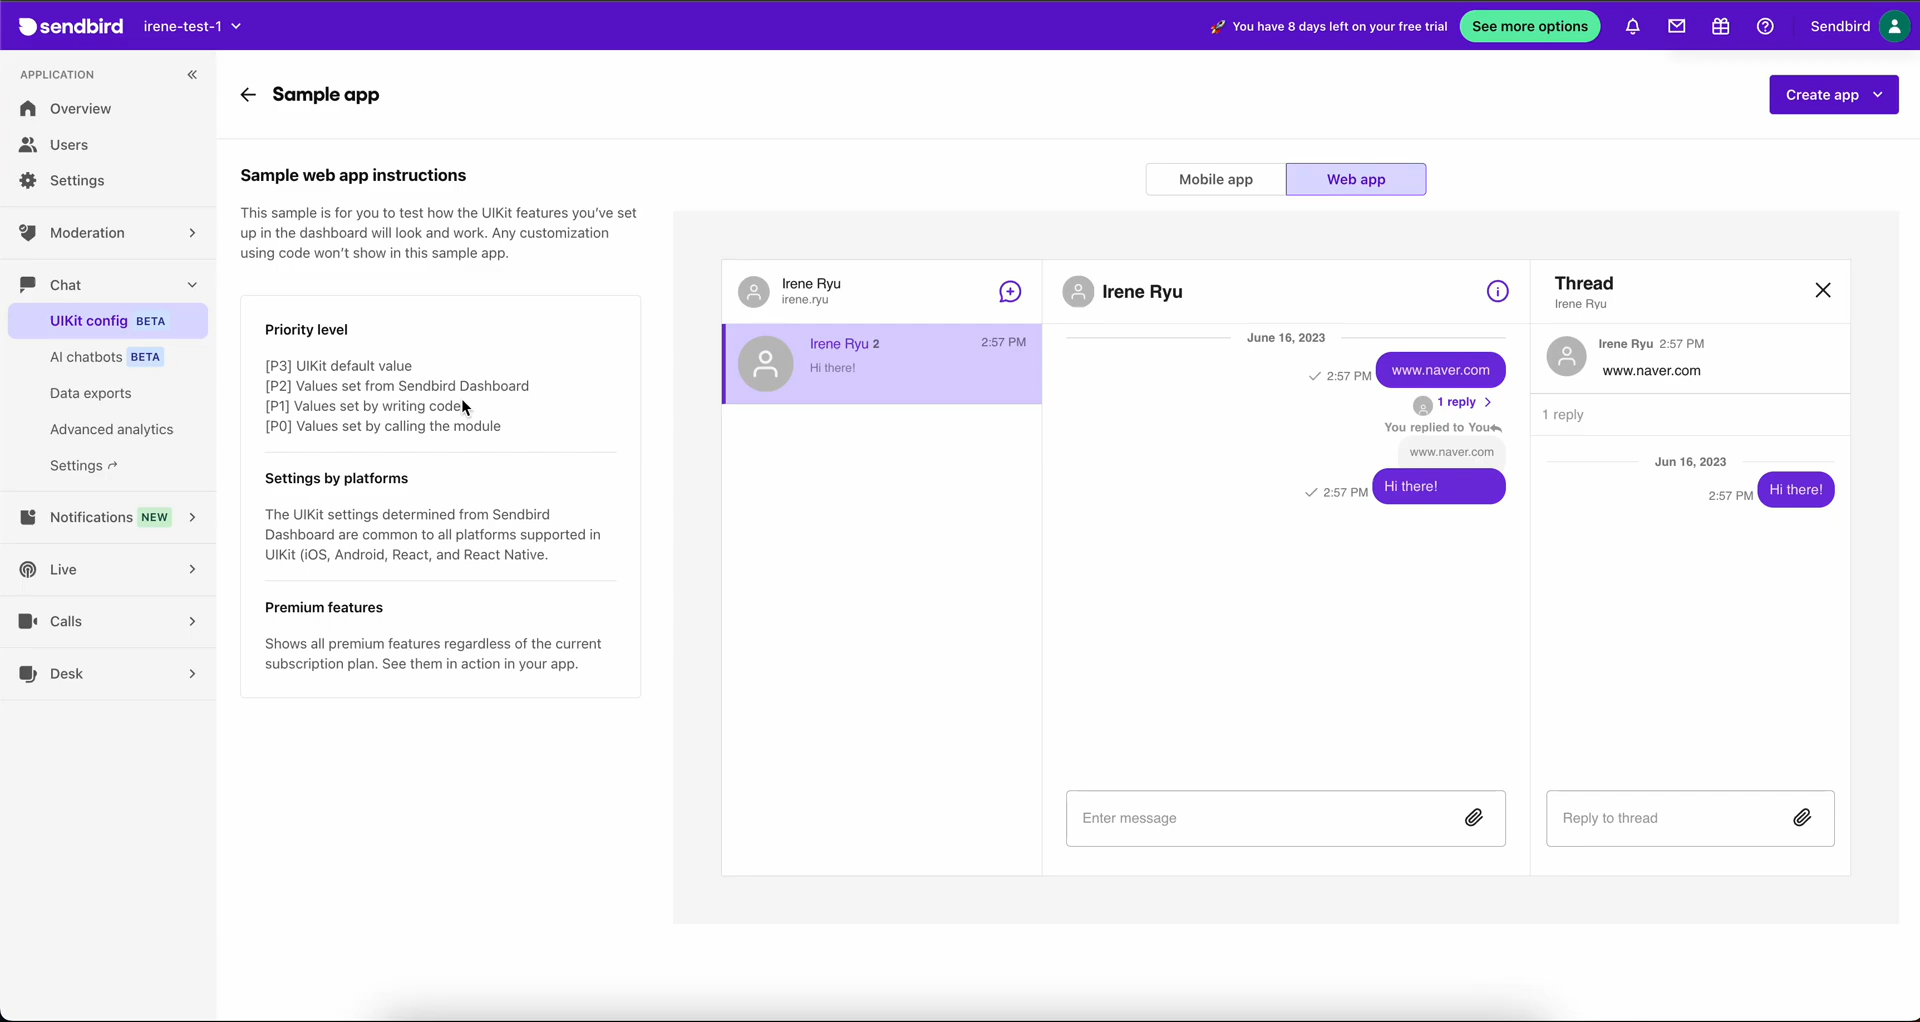 sendbird
irene-test-1
You have 8 days left on your free trial
See more options
Sendbird
APPLICATION
Overview
Users
Settings
Moderation
Chat
UIKit config BETA
AI chatbots BETA
Data exports
Advanced analytics
Settings
Notifications NEW
Live
Calls
Desk
Sample app
Create app
Sample web app instructions
This sample is for you to test how the UIKit features you've set
up in the dashboard will look and work. Any customization
using code won't show in this sample app.
Priority level
[P3] UIKit default value
[P2] Values set from Sendbird Dashboard
[P1] Values set by writing code
[P0] Values set by calling the module
Settings by platforms
The UIKit settings determined from Sendbird
Dashboard are common to all platforms supported in
UIKit (iOS, Android, React, and React Native.
Premium features
Shows all premium features regardless of the current
subscription plan. See them in action in your app.
Mobile app
Web app
Irene Ryu
irene.ryu
Irene Ryu 2
2:57 PM
Hi there!
Irene Ryu
June 16, 2023
2:57 PM
www.naver.com
1 reply
You replied to You
www.naver.com
2:57 PM
Hi there!
Enter message
Thread
Irene Ryu
Irene Ryu 2:57 PM
www.naver.com
1 reply
Jun 16, 2023
2:57 PM
Hi there!
Reply to thread